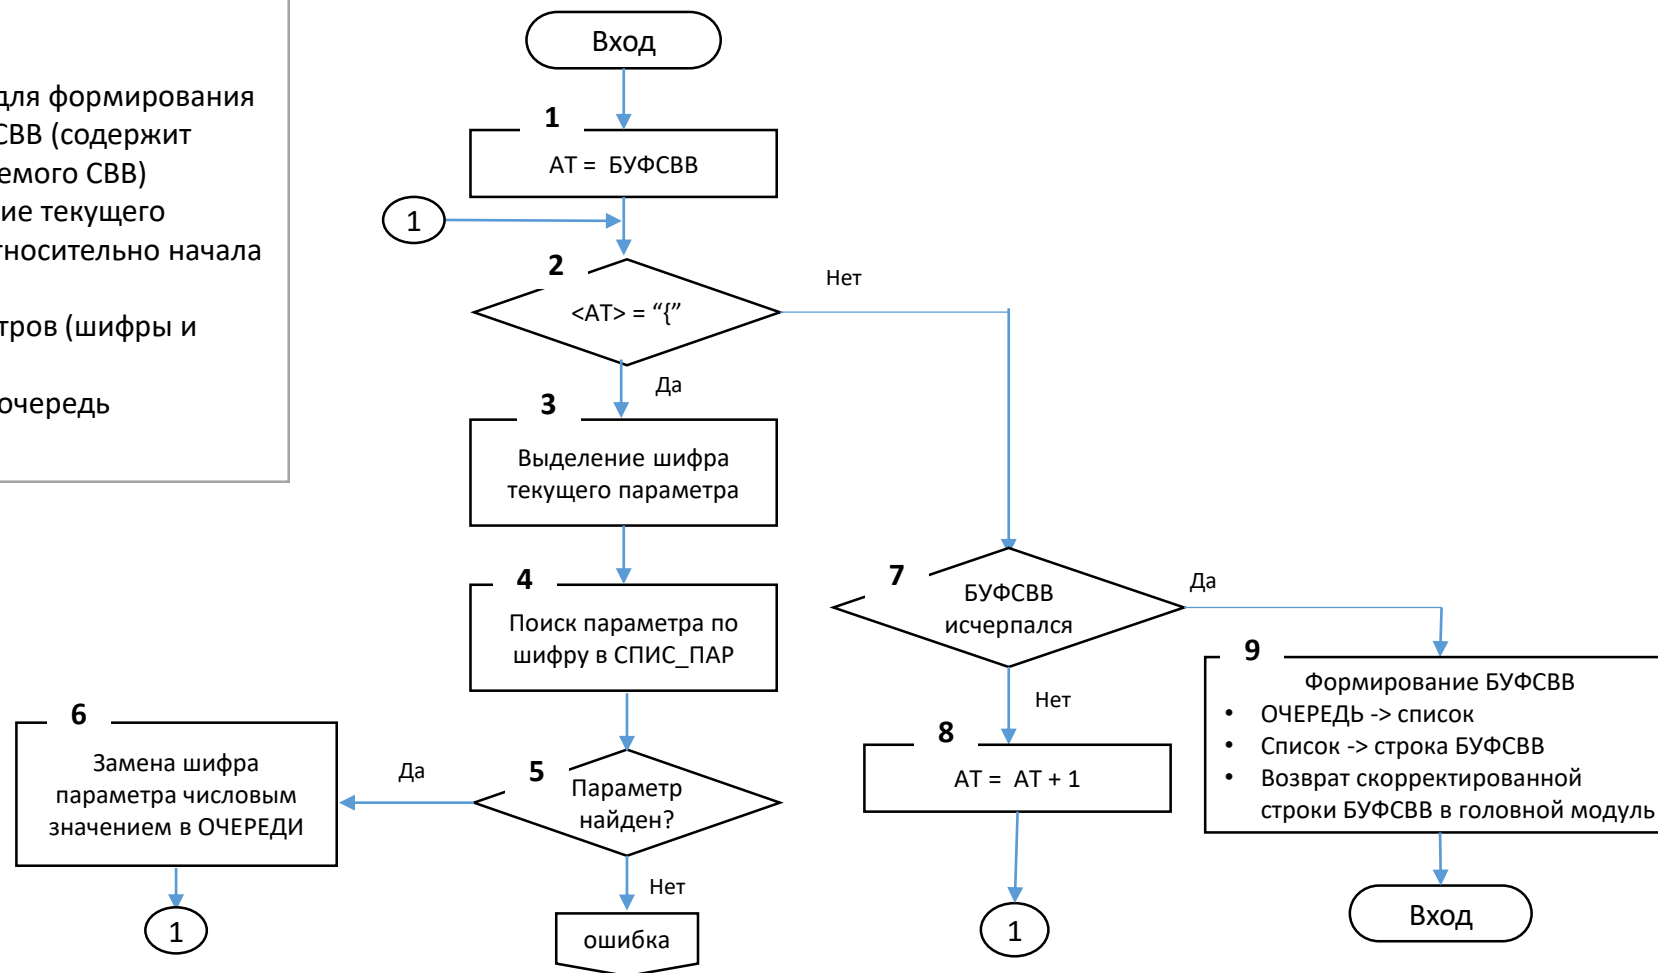 для формирования
СВВ (содержит
емого СВВ)
ние текущего
тносительно начала
тров (шифры и
очередь
Вход
1
АТ = БУФСВВ
1
2
<АТ> = “{”
Нет
Да
3
Выделение шифра
текущего параметра
4
Поиск параметра по
шифру в СПИС_ПАР
5
Параметр
найден?
Да
6
Замена шифра
параметра числовым
значением в ОЧЕРЕДИ
1
Нет
ошибка
7
БУФСВВ
исчерпался
Да
Нет
8
АТ = АТ + 1
1
9
Формирование БУФСВВ
• ОЧЕРЕДЬ -> список
• Список -> строка БУФСВВ
• Возврат скорректированной
строки БУФСВВ в головной модуль
Вход